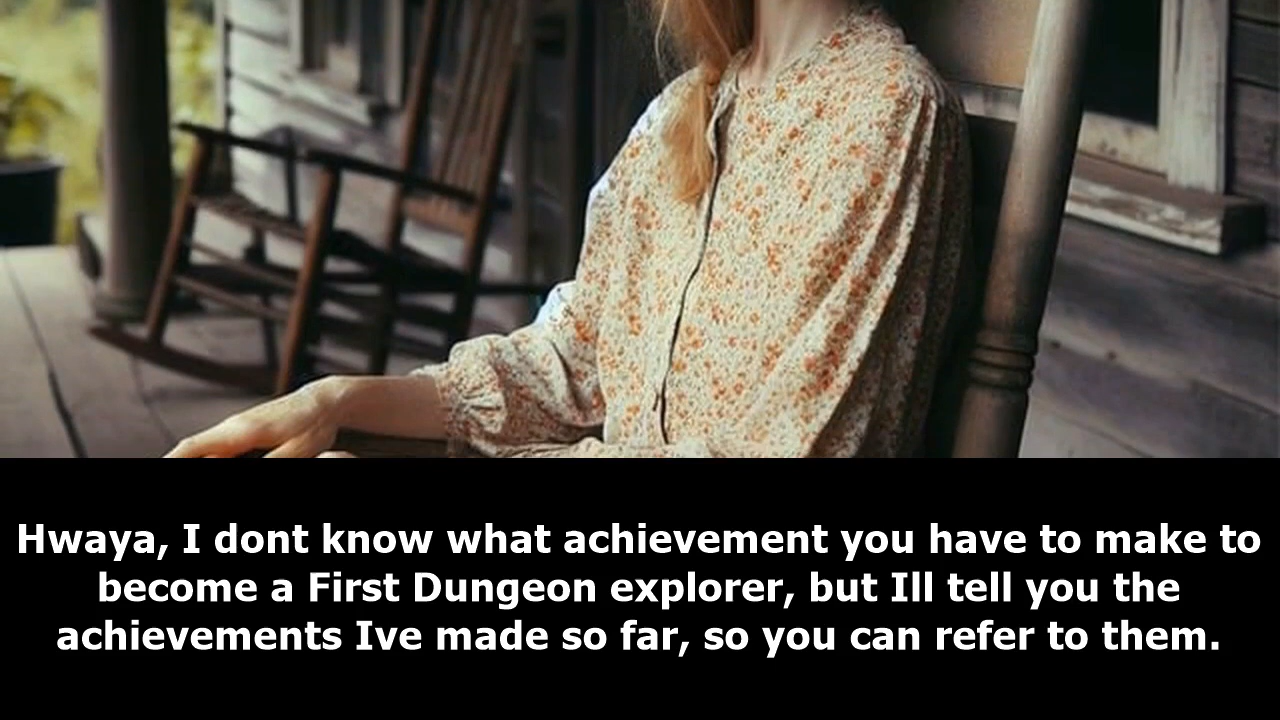 Hwaya, I dont know what achievement you have to make to
become a First Dungeon explorer, but Ill tell you the
achievements Ive made so far, so you can refer to them.